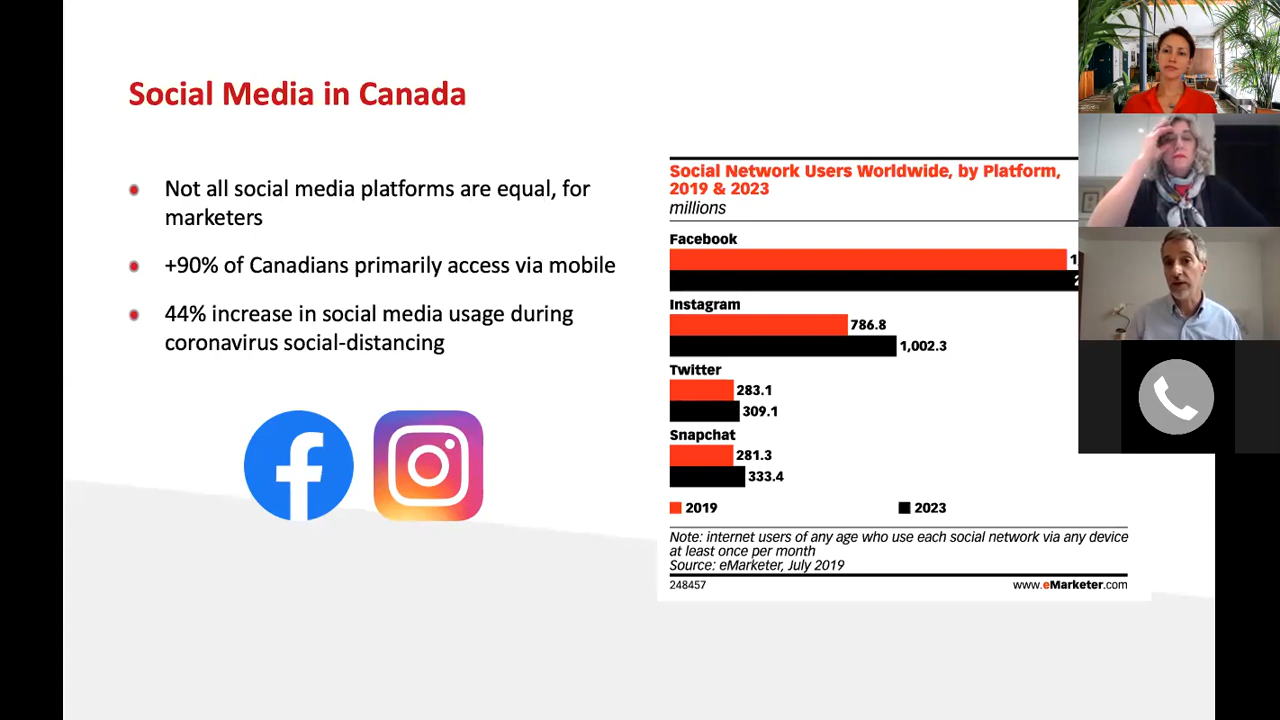 Social Media in Canada
Not all social media platforms are equal, for
marketers
+90% of Canadians primarily access via mobile
44% increase in social media usage during
coronavirus social-distancing
Social Network Users Worldwide, by Platform,
2019 & 2023
millions
Facebook
Instagram
786.8
1,002.3
Twitter
283.1
309.1
Snapchat
281.3
333.4
2019 2023
Note: internet users of any age who use each social network via any device
at least once per month
Source: eMarketer, July 2019
248457 www.eMarketer.com